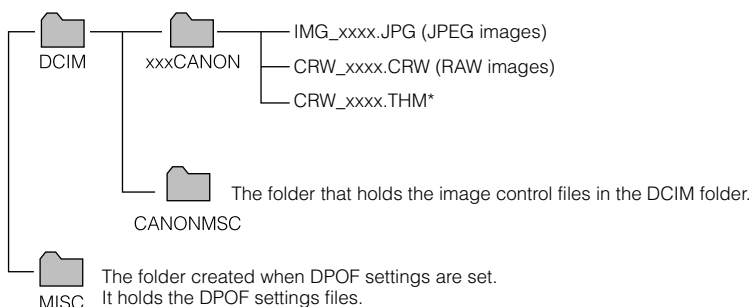 IMG_xxxx.JPG (JPEG images)
DCIM
xxxCANON
CRW_xxxx.CRW (RAW images)
CRW_xxxx.THM*
The folder that holds the image control files in the DCIM folder.
CANONMSC
The folder created when DPOF settings are set.
MISC
It holds the DPOF settings files.